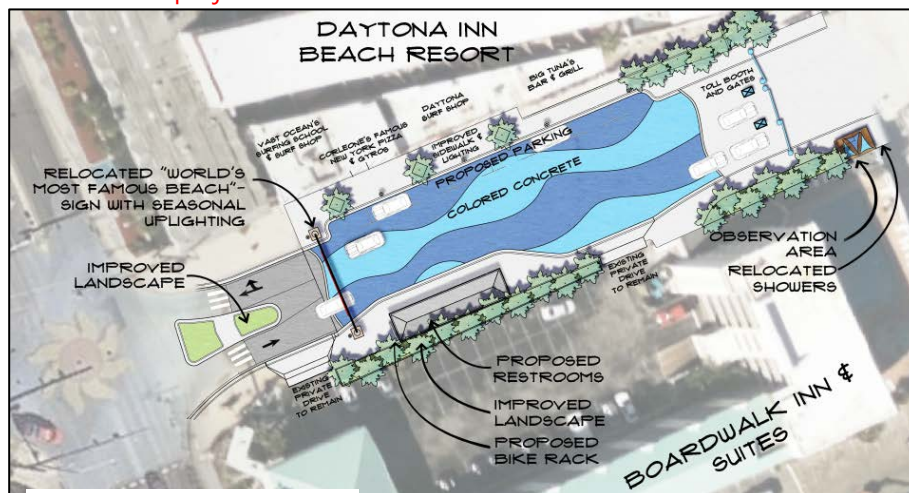 DAYTONA INN
BEACH RESORT
BIG TUNA'S
BAR & GRILL
TOLL BOOTH
AND GATES
DAYTONA
SURF SHOP
VAST OCEAN'S
SURFING SCHOOL
& SURF SHOP
CORLEONE'S FAMOUS
NEW YORK PIZZA
& GYROS
IMPROVED
SIDEWALK &
LIGHTING
PROPOSED PARKING
COLORED CONCRETE
RELOCATED "WORLD'S
MOST FAMOUS BEACH"-
SIGN WITH SEASONAL
UPLIGHTING
IMPROVED
LANDSCAPE
OBSERVATION
AREA
RELOCATED
SHOWERS
EXISTING
PRIVATE
DRIVE
TO REMAIN
EXISTING
PRIVATE
DRIVE
TO REMAIN
PROPOSED
RESTROOMS
IMPROVED
LANDSCAPE
PROPOSED
BIKE RACK
BOARDWALK INN &
SUITES